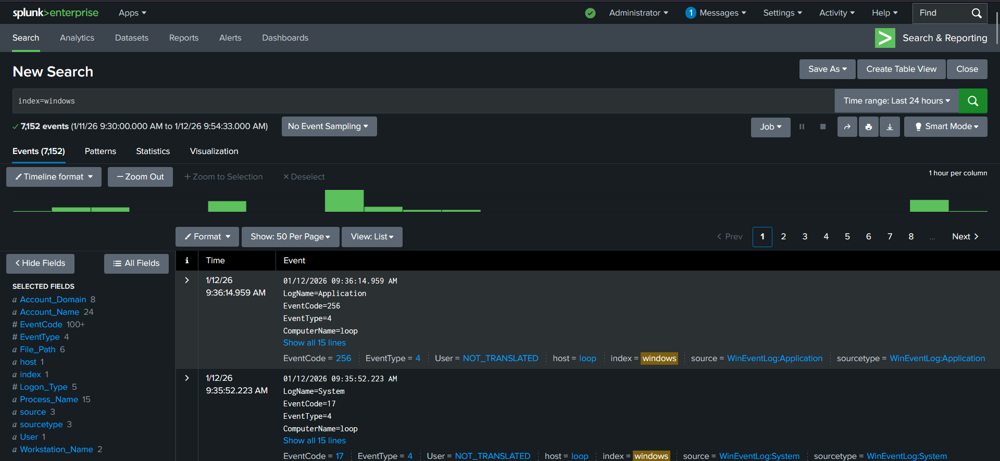 splunk>enterprise Apps Administrator 1 Messages Settings Activity Help Find
Search Analytics Datasets Reports Alerts Dashboards Search & Reporting
New Search Save As Create Table View Close
index=windows Time range: Last 24 hours
7,152 events (1/11/26 9:30:00.000 AM to 1/12/26 9:54:33.000 AM) No Event Sampling Job Smart Mode
Events (7,152) Patterns Statistics Visualization
Timeline format Zoom Out Zoom to Selection Deselect 1 hour per column
Format Show: 50 Per Page View: List Prev 1 2 3 4 5 6 7 8 ... Next
Hide Fields All Fields
SELECTED FIELDS
a Account_Domain 8
a Account_Name 24
# EventCode 100+
# EventType 4
a File_Path 6
a host 1
a index 1
# Logon_Type 5
a Process_Name 15
a source 3
a sourcetype 3
a User 1
a Workstation_Name 2
i Time Event
1/12/26
9:36:14.959 AM
01/12/2026 09:36:14.959 AM
LogName=Application
EventCode=256
EventType=4
ComputerName=loop
Show all 15 lines
EventCode = 256 EventType = 4 User = NOT_TRANSLATED host = loop index = windows source = WinEventLog:Application sourcetype = WinEventLog:Application
1/12/26
9:35:52.223 AM
01/12/2026 09:35:52.223 AM
LogName=System
EventCode=17
EventType=4
ComputerName=loop
Show all 15 lines
EventCode = 17 EventType = 4 User = NOT_TRANSLATED host = loop index = windows source = WinEventLog:System sourcetype = WinEventLog:System